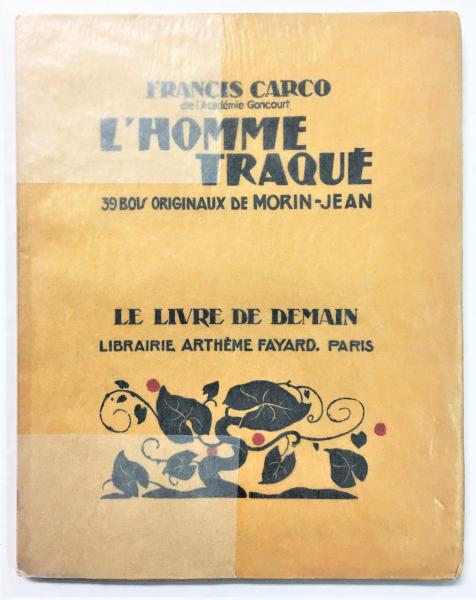 FRANCIS CARCO
de l'Académie Goncourt
L'HOMME
TRAQUÉ
39 BOIS ORIGINAUX DE MORIN-JEAN
LE LIVRE DE DEMAIN
LIBRAIRIE ARTHÈME FAYARD. PARIS